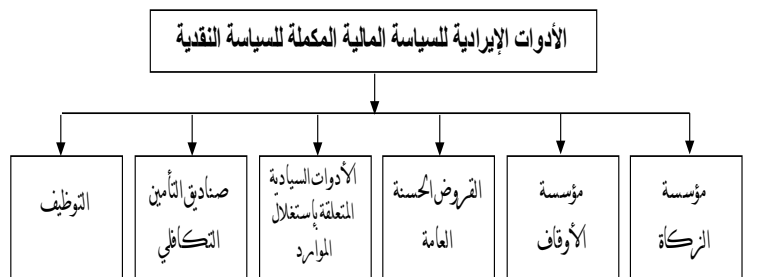 الأدوات الإيرادية للسياسة المالية المكملة للسياسة النقدية
مؤسسة
الزكاة
مؤسسة
الأوقاف
القروض الحسنة
العامة
الأدوات السيادية
المتعلقة بإستغلال
الموارد
صناديق التأمين
التكافلي
التوظيف